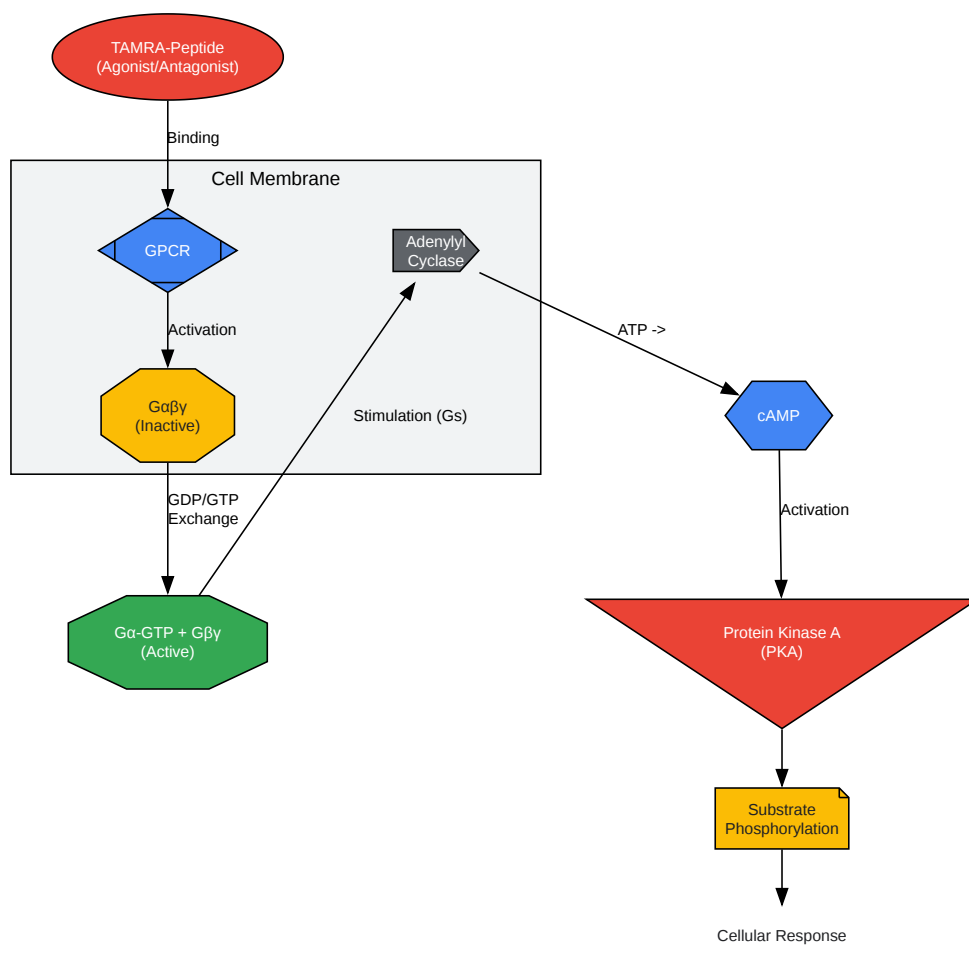 TAMRA-Peptide
(Agonist/Antagonist)
Binding
Cell Membrane
GPCR
Adenylyl
Cyclase
Activation
ATP ->
Gαβγ
(Inactive)
Stimulation (Gs)
cAMP
GDP/GTP
Exchange
Activation
Gα-GTP + Gβγ
(Active)
Protein Kinase A
(PKA)
Substrate
Phosphorylation
Cellular Response